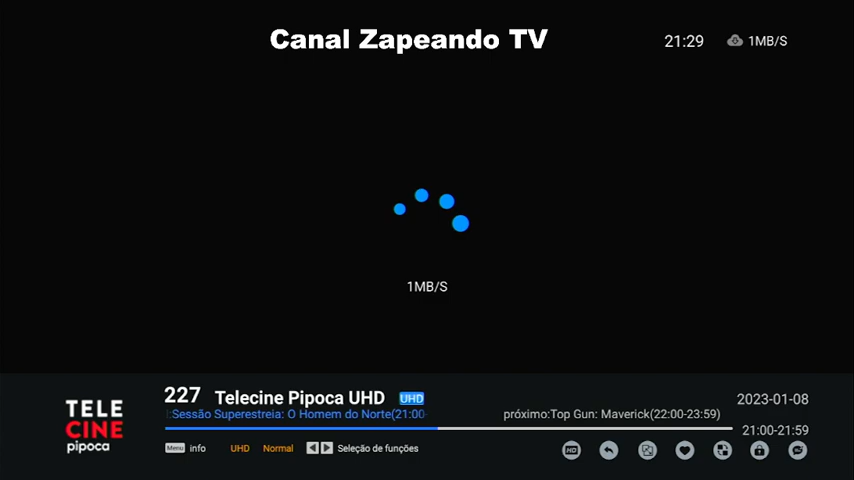 Canal Zapeando TV
21:29
1MB/S
1MB/S
TELE
CINE
pipoca
227 Telecine Pipoca UHD UHD
2023-01-08
:Sessão Superestreia: O Homem do Norte(21:00-
próximo:Top Gun: Maverick(22:00-23:59)
21:00-21:59
Menu info UHD Normal Seleção de funções
HD